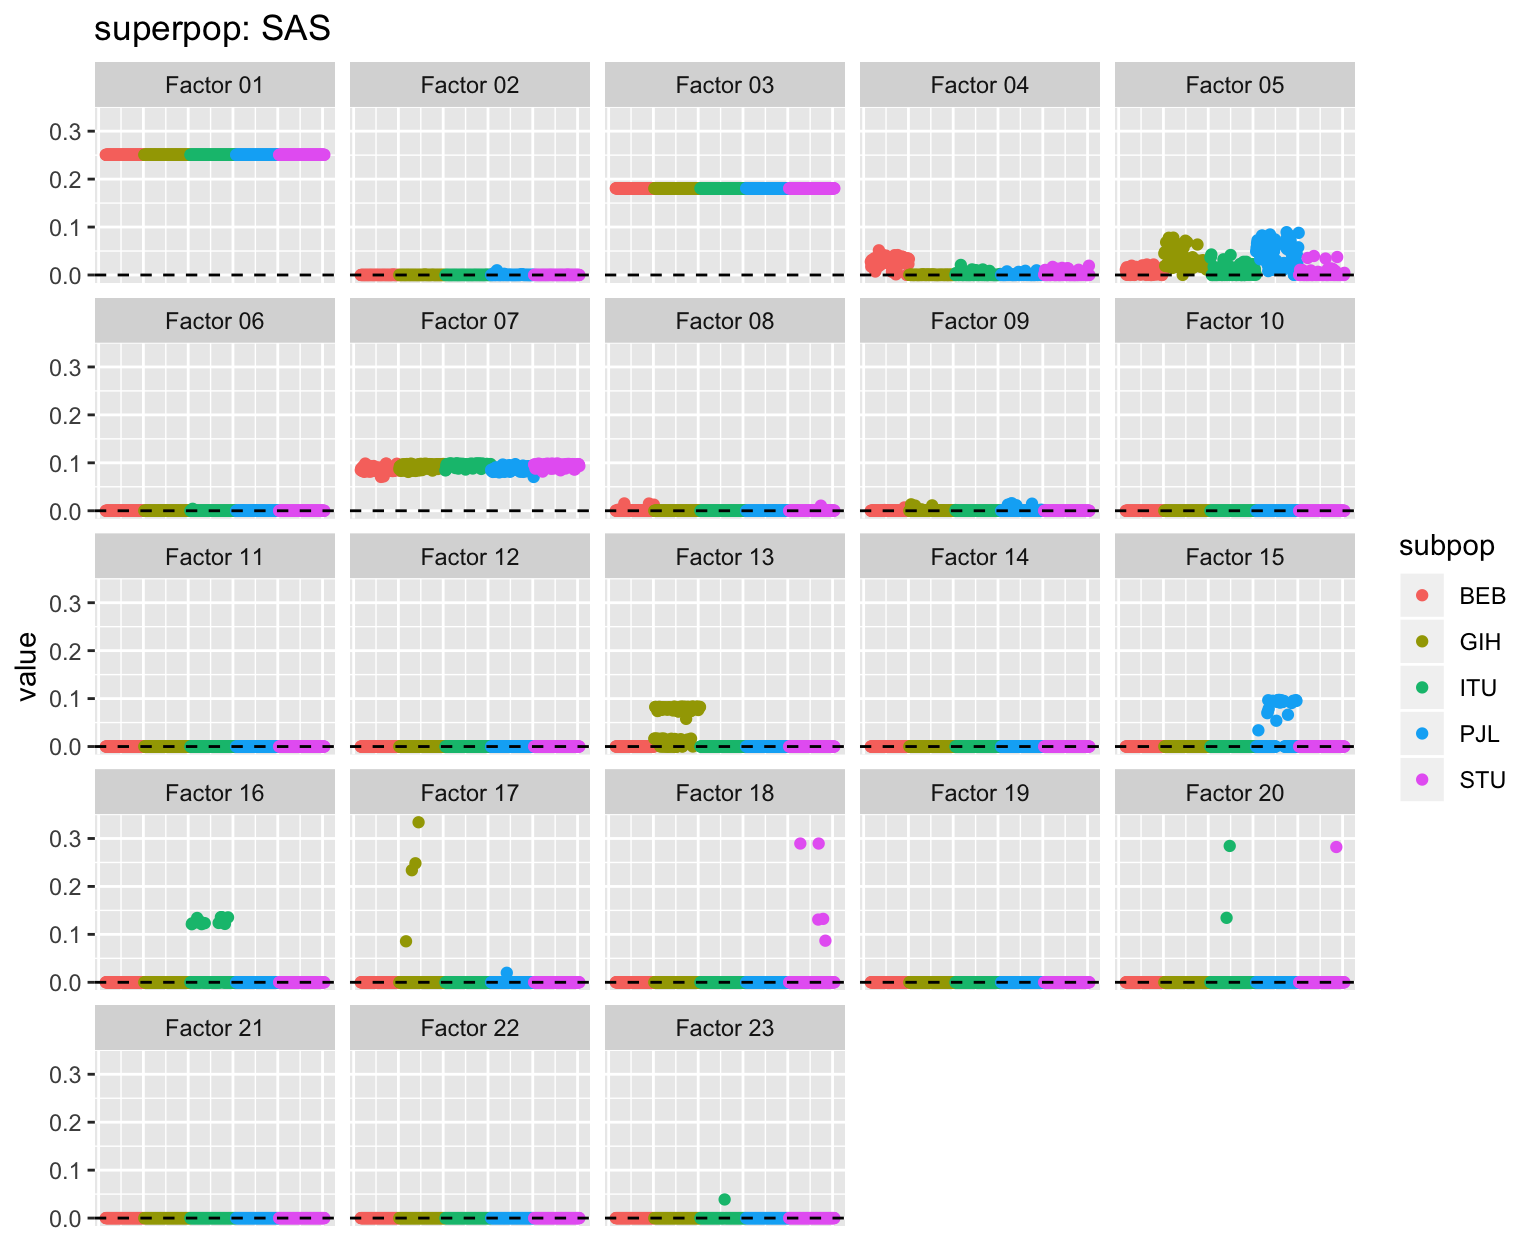 superpop: SAS
Factor 01
Factor 02
Factor 03
Factor 04
Factor 05
0.3
0.2
0.1
0.0
Factor 06
Factor 07
Factor 08
Factor 09
Factor 10
0.3
0.2
0.1
0.0
Factor 11
Factor 12
Factor 13
Factor 14
Factor 15
0.3
0.2
0.1
0.0
Factor 16
Factor 17
Factor 18
Factor 19
Factor 20
0.3
0.2
0.1
0.0
Factor 21
Factor 22
Factor 23
0.3
0.2
0.1
0.0
value
subpop
BEB
GIH
ITU
PJL
STU